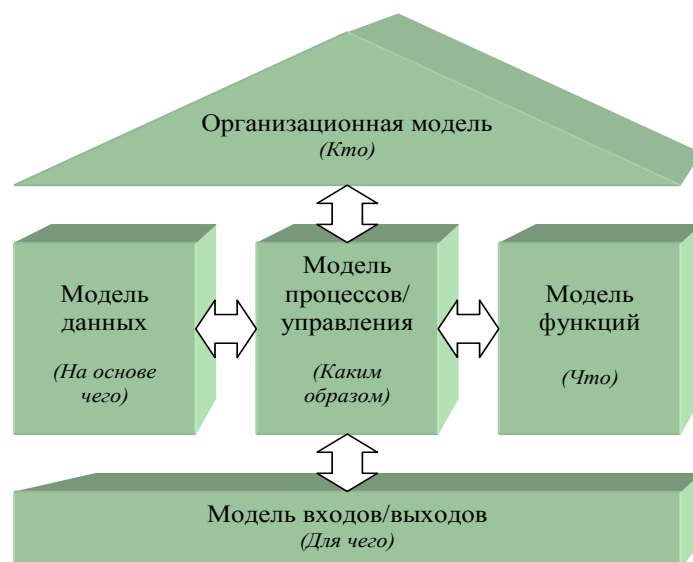 Организационная модель
(Кто)
Модель
данных
(На основе
чего)
Модель
процессов/
управления
(Каким
образом)
Модель
функций
(Что)
Модель входов/выходов
(Для чего)